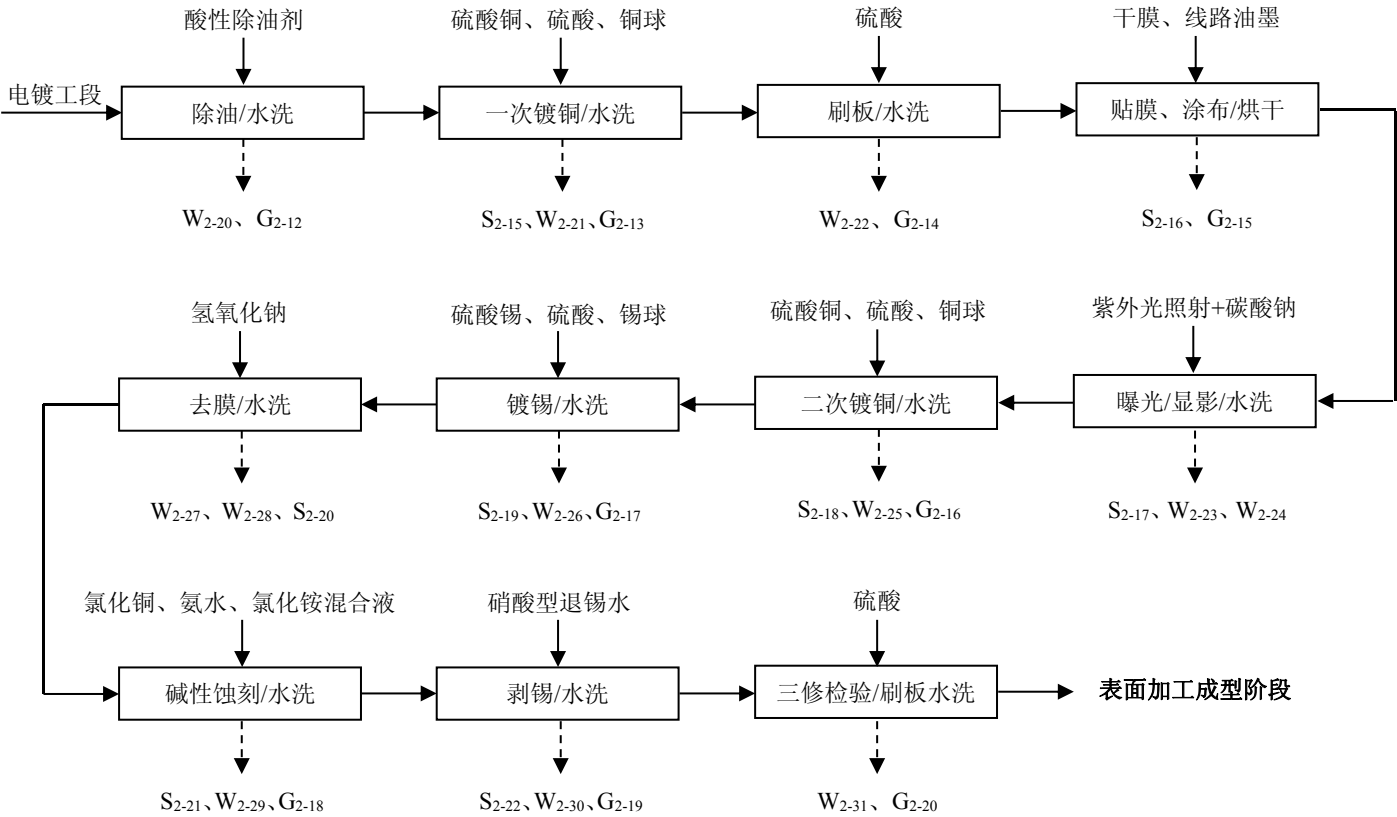 酸性除油剂
硫酸铜、硫酸、铜球
硫酸
干膜、线路油墨
电镀工段
除油/水洗
一次镀铜/水洗
刷板/水洗
贴膜、涂布/烘干
W2-20、G2-12
S2-15、W2-21、G2-13
W2-22、G2-14
S2-16、G2-15
氢氧化钠
硫酸锡、硫酸、锡球
硫酸铜、硫酸、铜球
紫外光照射+碳酸钠
去膜/水洗
镀锡/水洗
二次镀铜/水洗
曝光/显影/水洗
W2-27、W2-28、S2-20
S2-19、W2-26、G2-17
S2-18、W2-25、G2-16
S2-17、W2-23、W2-24
氯化铜、氨水、氯化铵混合液
硝酸型退锡水
硫酸
碱性蚀刻/水洗
剥锡/水洗
三修检验/刷板水洗
表面加工成型阶段
S2-21、W2-29、G2-18
S2-22、W2-30、G2-19
W2-31、G2-20